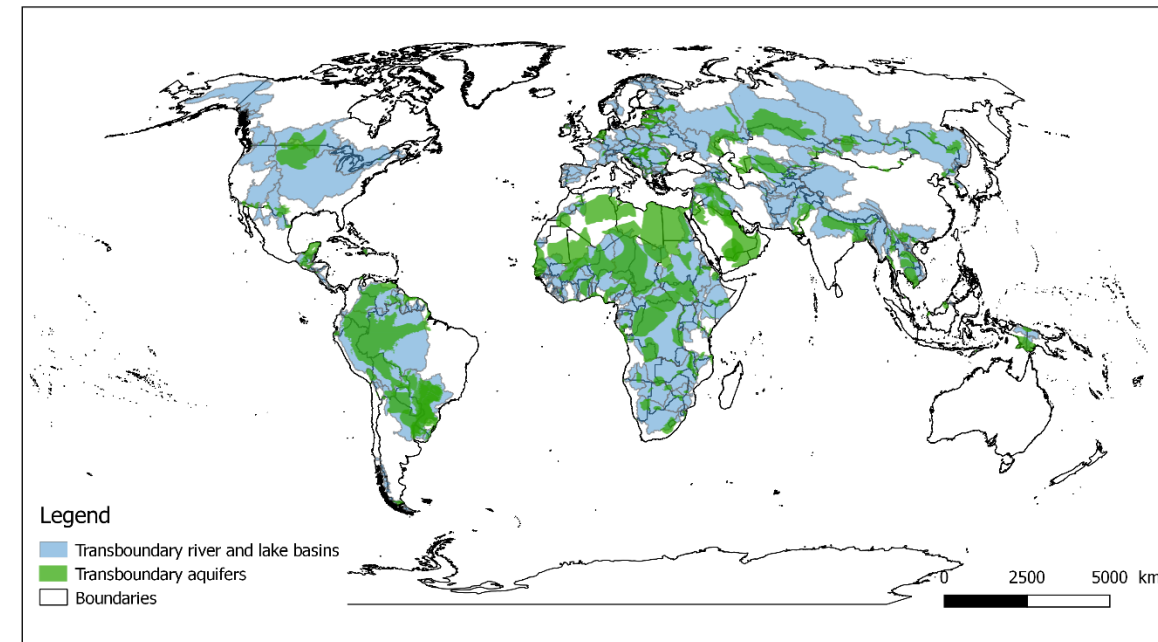 Legend
Transboundary river and lake basins
Transboundary aquifers
Boundaries
0 2500 5000 km